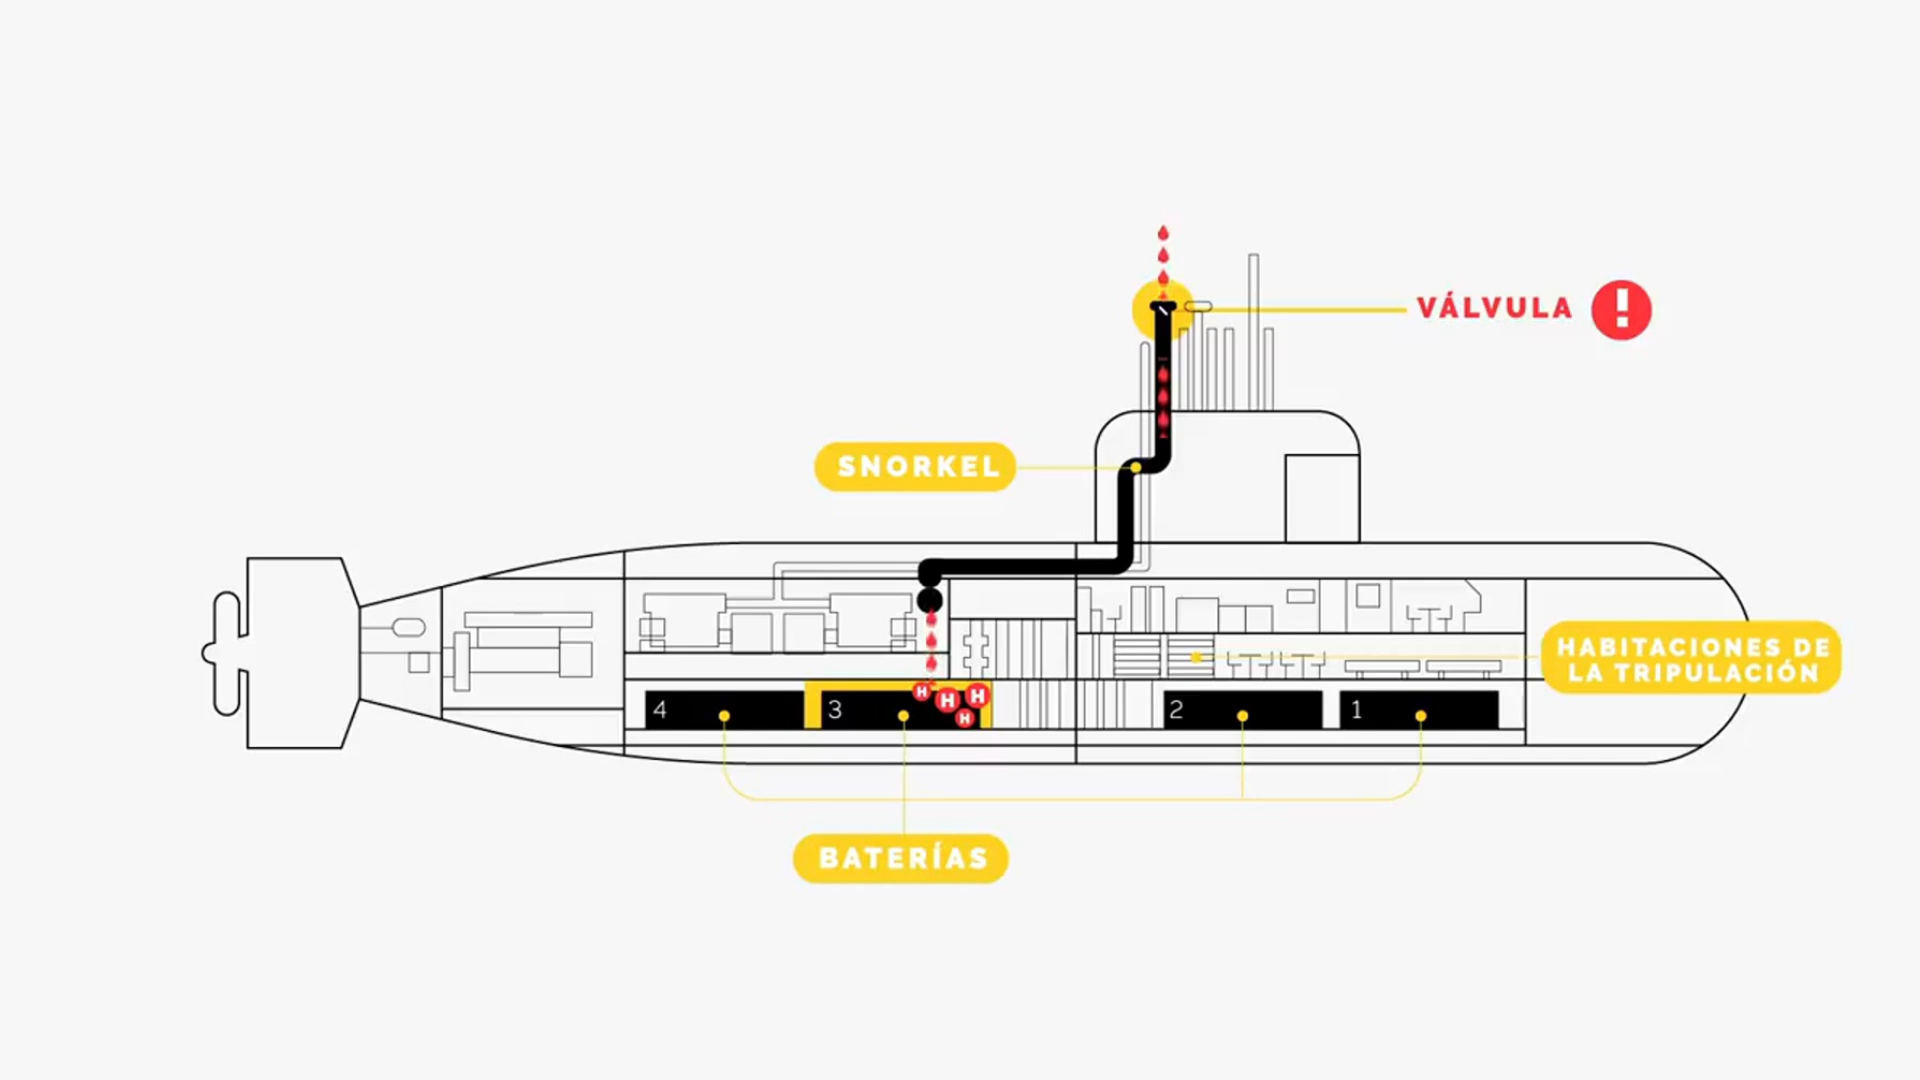 VÁLVULA !
SNORKEL
HABITACIONES DE
LA TRIPULACIÓN
H H H
H
4 3 2 1
BATERÍAS